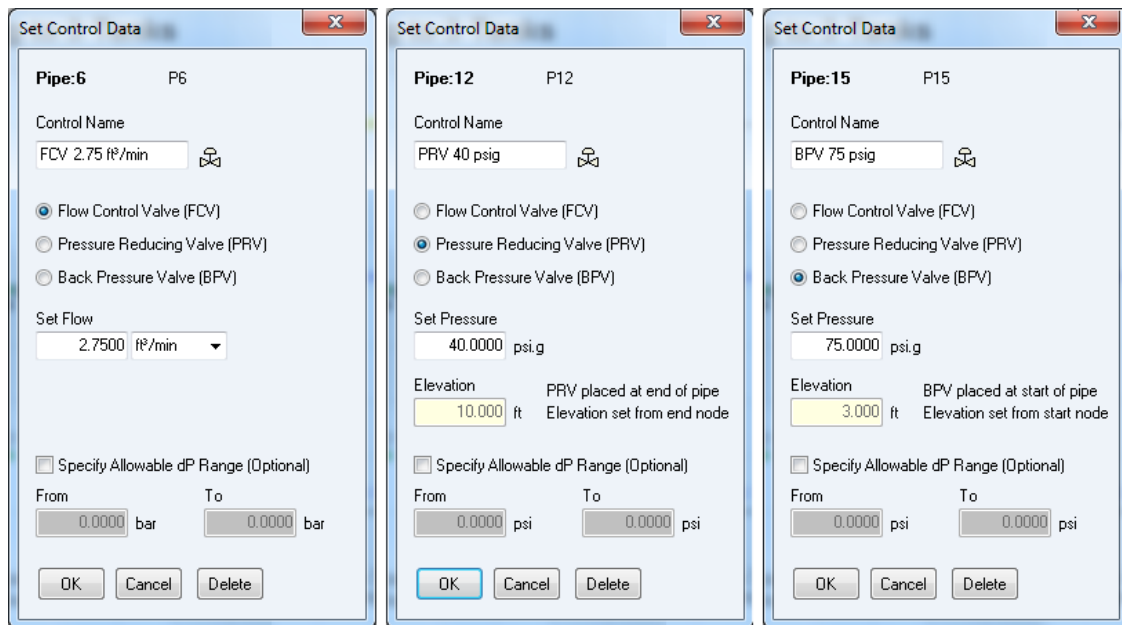 Set Control Data
Pipe:6 P6
Control Name
FCV 2.75 ft³/min
Flow Control Valve (FCV)
Pressure Reducing Valve (PRV)
Back Pressure Valve (BPV)
Set Flow
2.7500 ft³/min
Specify Allowable dP Range (Optional)
From To
0.0000 bar 0.0000 bar
OK Cancel Delete
Set Control Data
Pipe:12 P12
Control Name
PRV 40 psig
Flow Control Valve (FCV)
Pressure Reducing Valve (PRV)
Back Pressure Valve (BPV)
Set Pressure
40.0000 psi.g
Elevation PRV placed at end of pipe
10.000 ft Elevation set from end node
Specify Allowable dP Range (Optional)
From To
0.0000 psi 0.0000 psi
OK Cancel Delete
Set Control Data
Pipe:15 P15
Control Name
BPV 75 psig
Flow Control Valve (FCV)
Pressure Reducing Valve (PRV)
Back Pressure Valve (BPV)
Set Pressure
75.0000 psi.g
Elevation BPV placed at start of pipe
3.000 ft Elevation set from start node
Specify Allowable dP Range (Optional)
From To
0.0000 psi 0.0000 psi
OK Cancel Delete